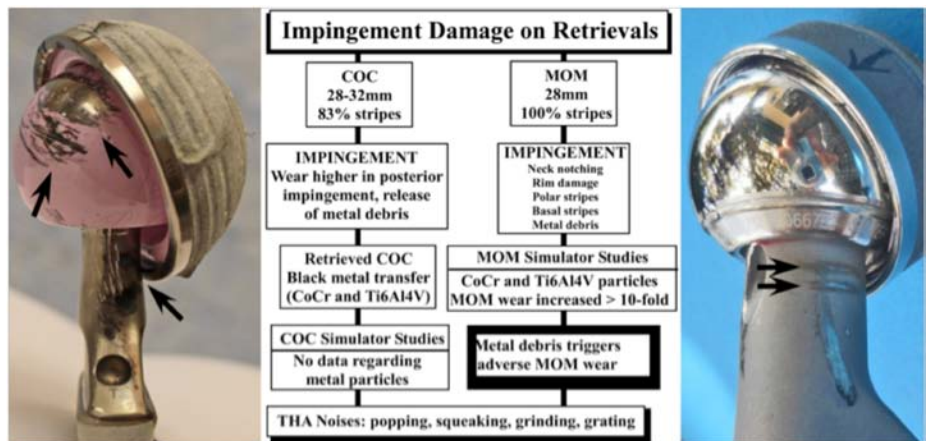 Impingement Damage on Retrievals
COC
28-32mm
83% stripes
IMPINGEMENT
Wear higher in posterior
impingement, release
of metal debris
Retrieved COC
Black metal transfer
(CoCr and Ti6Al4V)
COC Simulator Studies
No data regarding
metal particles
MOM
28mm
100% stripes
IMPINGEMENT
Neck notching
Rim damage
Polar stripes
Basal stripes
Metal debris
MOM Simulator Studies
CoCr and Ti6Al4V particles
MOM wear increased > 10-fold
Metal debris triggers
adverse MOM wear
THA Noises: popping, squeaking, grinding, grating